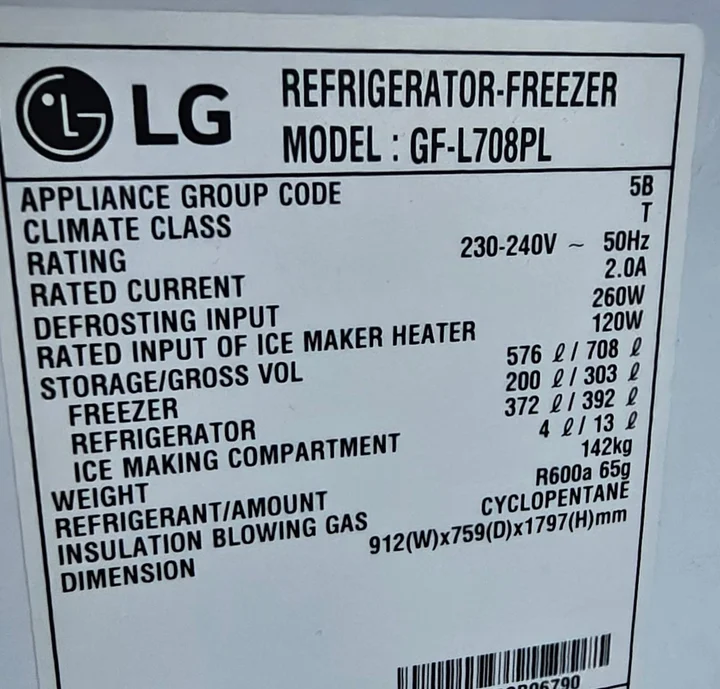 LG
REFRIGERATOR-FREEZER
MODEL : GF-L708PL
APPLIANCE GROUP CODE 5B
CLIMATE CLASS T
RATING 230-240V ~ 50Hz
RATED CURRENT 2.0A
DEFROSTING INPUT 260W
RATED INPUT OF ICE MAKER HEATER 120W
STORAGE/GROSS VOL 576 ℓ / 708 ℓ
FREEZER 200 ℓ / 303 ℓ
REFRIGERATOR 372 ℓ / 392 ℓ
ICE MAKING COMPARTMENT 4 ℓ / 13 ℓ
WEIGHT 142kg
REFRIGERANT/AMOUNT R600a 65g
INSULATION BLOWING GAS CYCLOPENTANE
DIMENSION 912(W)x759(D)x1797(H)mm